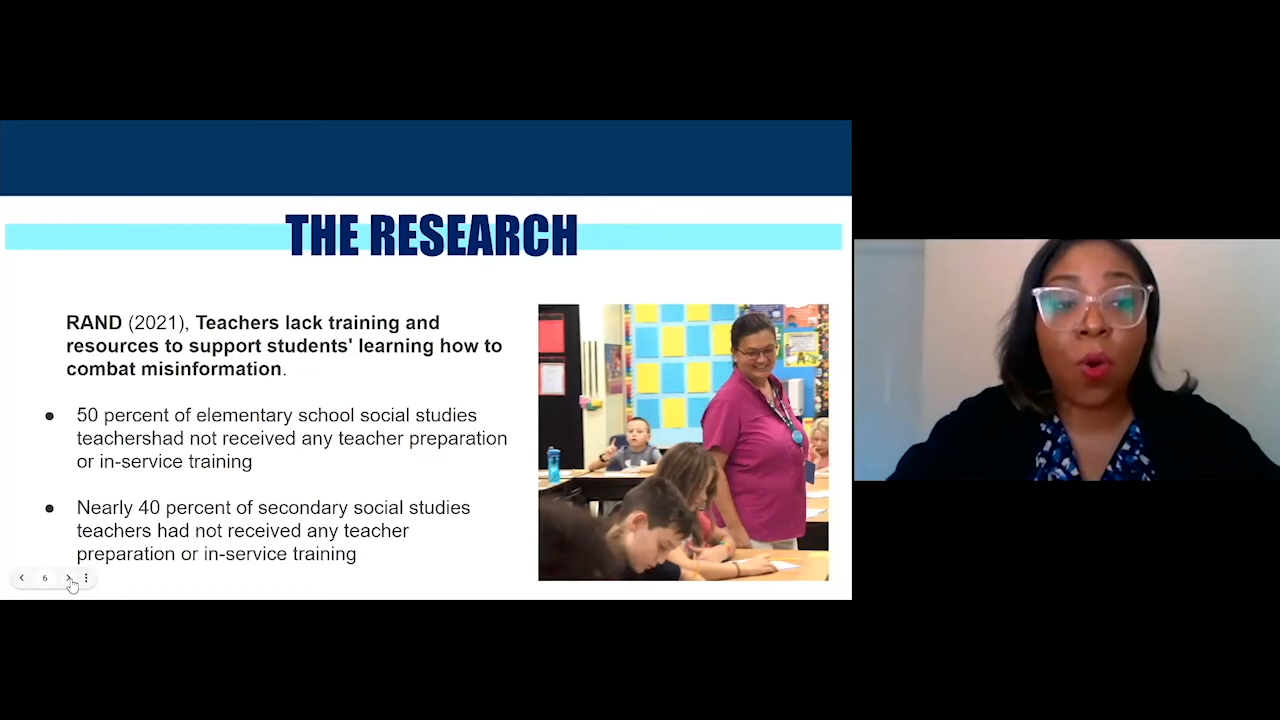 THE RESEARCH
RAND (2021), Teachers lack training and
resources to support students' learning how to
combat misinformation.
● 50 percent of elementary school social studies
teachershad not received any teacher preparation
or in-service training
● Nearly 40 percent of secondary social studies
teachers had not received any teacher
preparation or in-service training
6